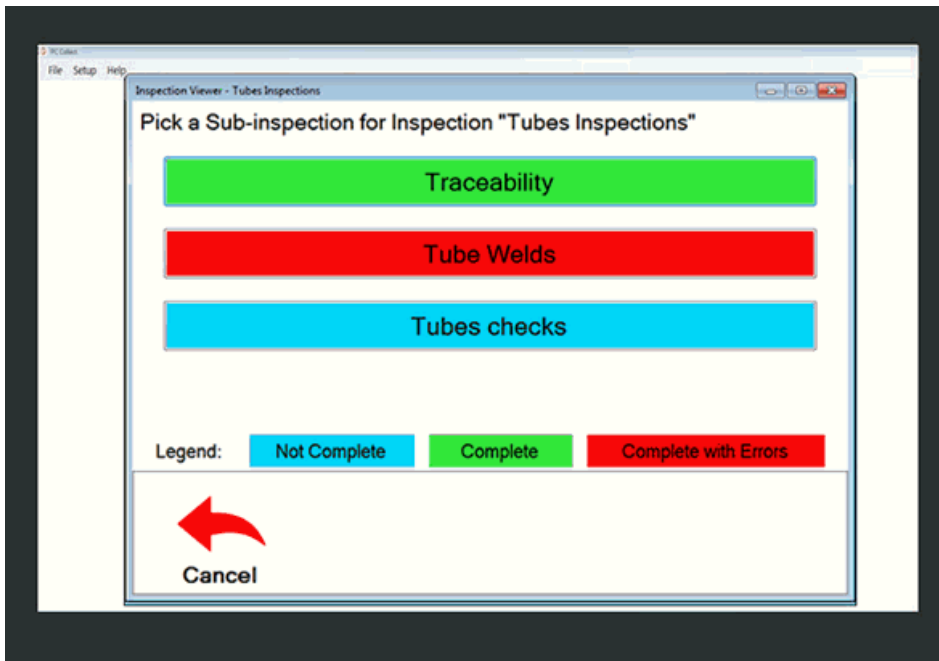 File Setup Help
Inspection Viewer - Tubes Inspections
Pick a Sub-inspection for Inspection "Tubes Inspections"
Traceability
Tube Welds
Tubes checks
Legend: Not Complete Complete Complete with Errors
Cancel